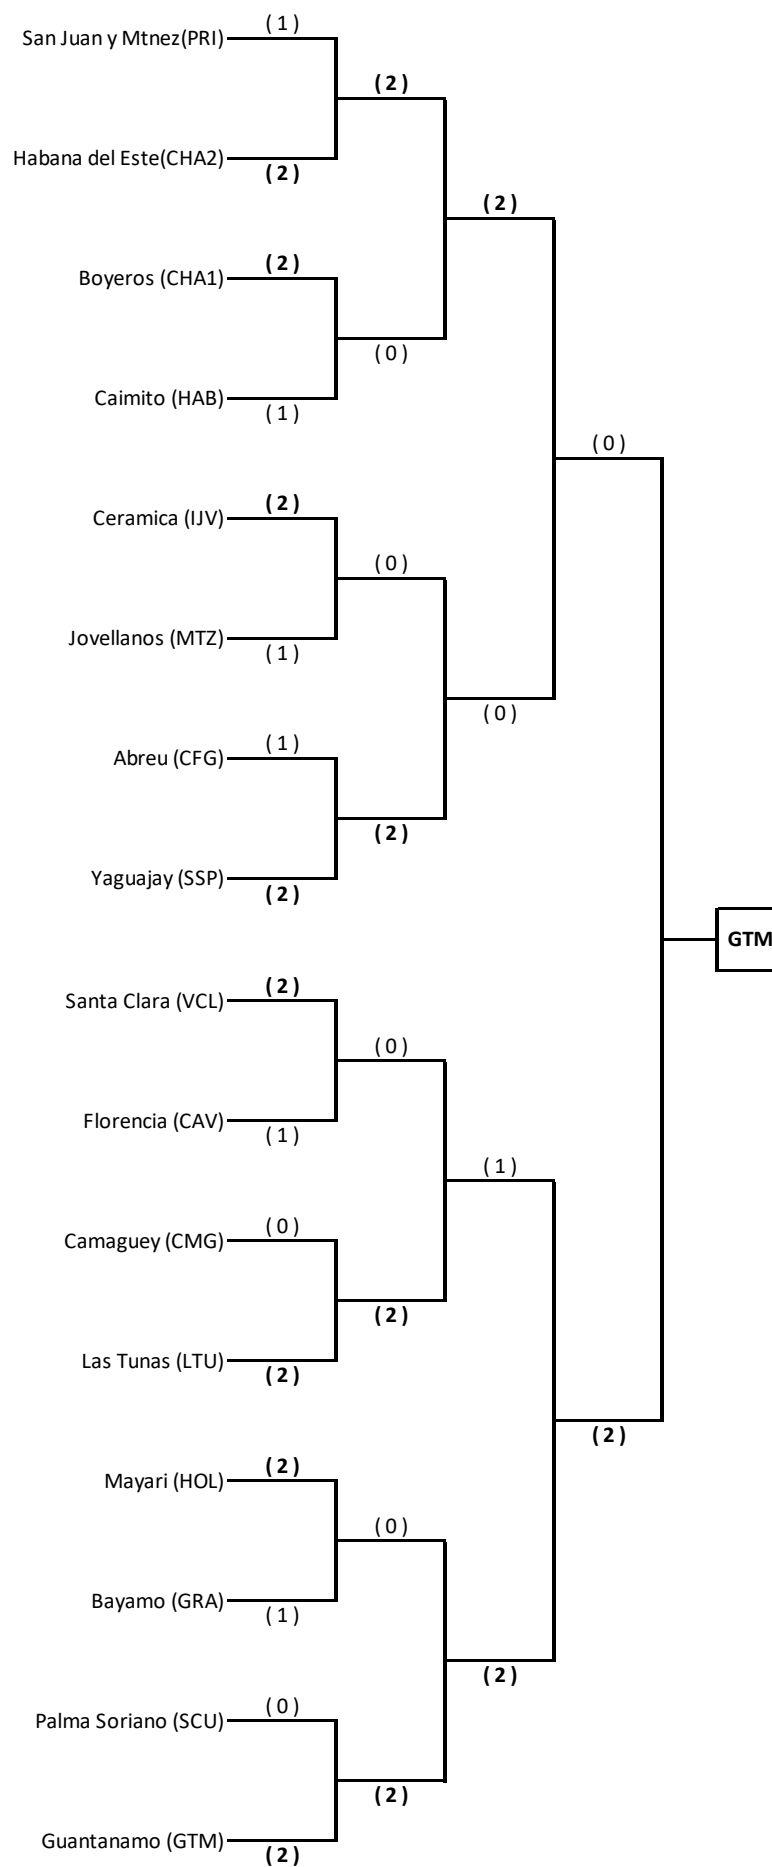 ( 1 )
San Juan y Mtnez(PRI)
( 2 )
Habana del Este(CHA2)
( 2 )
( 2 )
( 2 )
Boyeros (CHA1)
( 0 )
Caimito (HAB)
( 1 )
( 0 )
( 2 )
Ceramica (IJV)
( 0 )
Jovellanos (MTZ)
( 1 )
( 0 )
( 1 )
Abreu (CFG)
( 2 )
Yaguajay (SSP)
( 2 )
GTM
( 2 )
Santa Clara (VCL)
( 0 )
Florencia (CAV)
( 1 )
( 1 )
( 0 )
Camaguey (CMG)
( 2 )
Las Tunas (LTU)
( 2 )
( 2 )
( 2 )
Mayari (HOL)
( 0 )
Bayamo (GRA)
( 1 )
( 2 )
( 0 )
Palma Soriano (SCU)
( 2 )
Guantanamo (GTM)
( 2 )